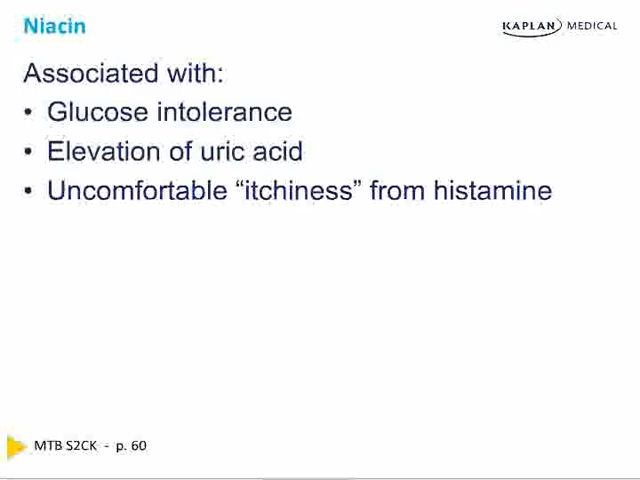 Niacin
KAPLAN MEDICAL
Associated with:
• Glucose intolerance
• Elevation of uric acid
• Uncomfortable “itchiness” from histamine
MTB S2CK - p. 60